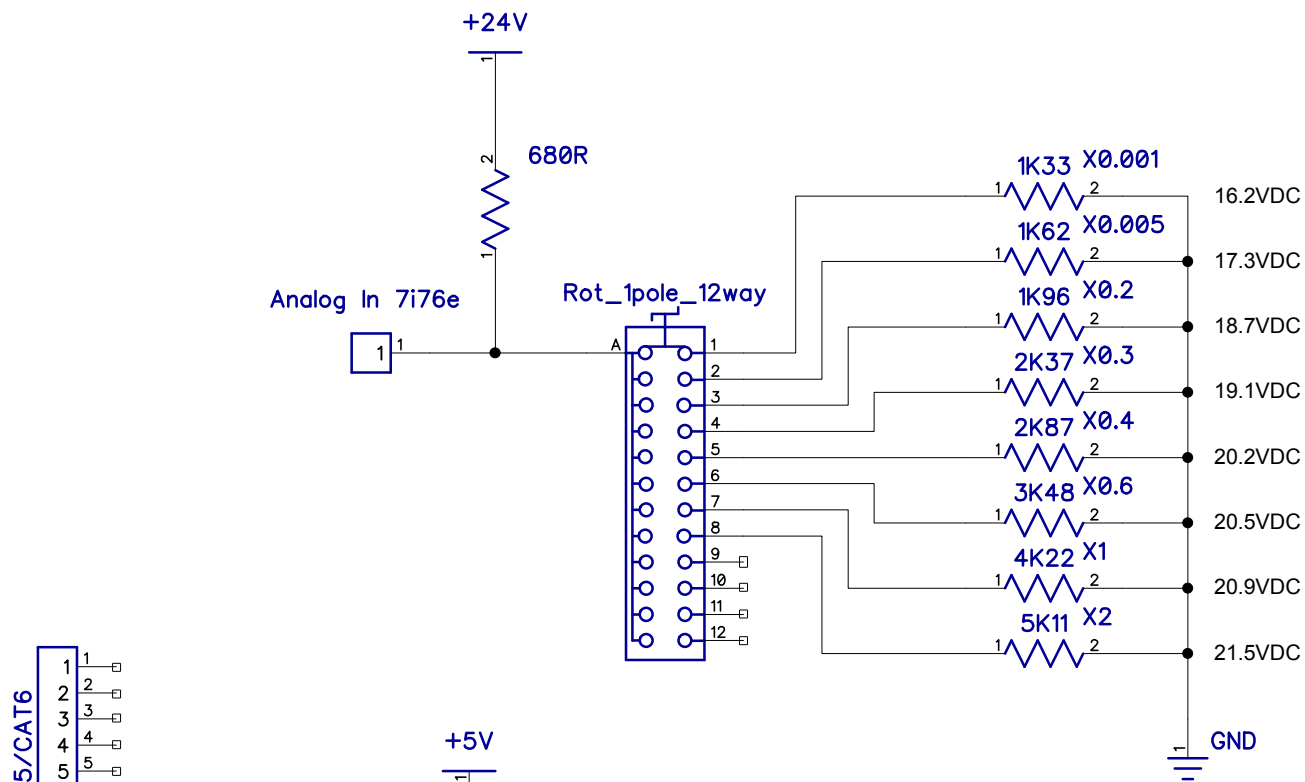 +24V
1
2
680R
1
Analog In 7i76e
1 1
Rot_1pole_12way
A
1
2
3
4
5
6
7
8
9
10
11
12
1K33 X0.001
1 2 16.2VDC
1K62 X0.005
1 2 17.3VDC
1K96 X0.2
1 2 18.7VDC
2K37 X0.3
1 2 19.1VDC
2K87 X0.4
1 2 20.2VDC
3K48 X0.6
1 2 20.5VDC
4K22 X1
1 2 20.9VDC
5K11 X2
1 2 21.5VDC
1
GND
5/CAT6
1 1
2 2
3 3
4 4
5 5
+5V
1